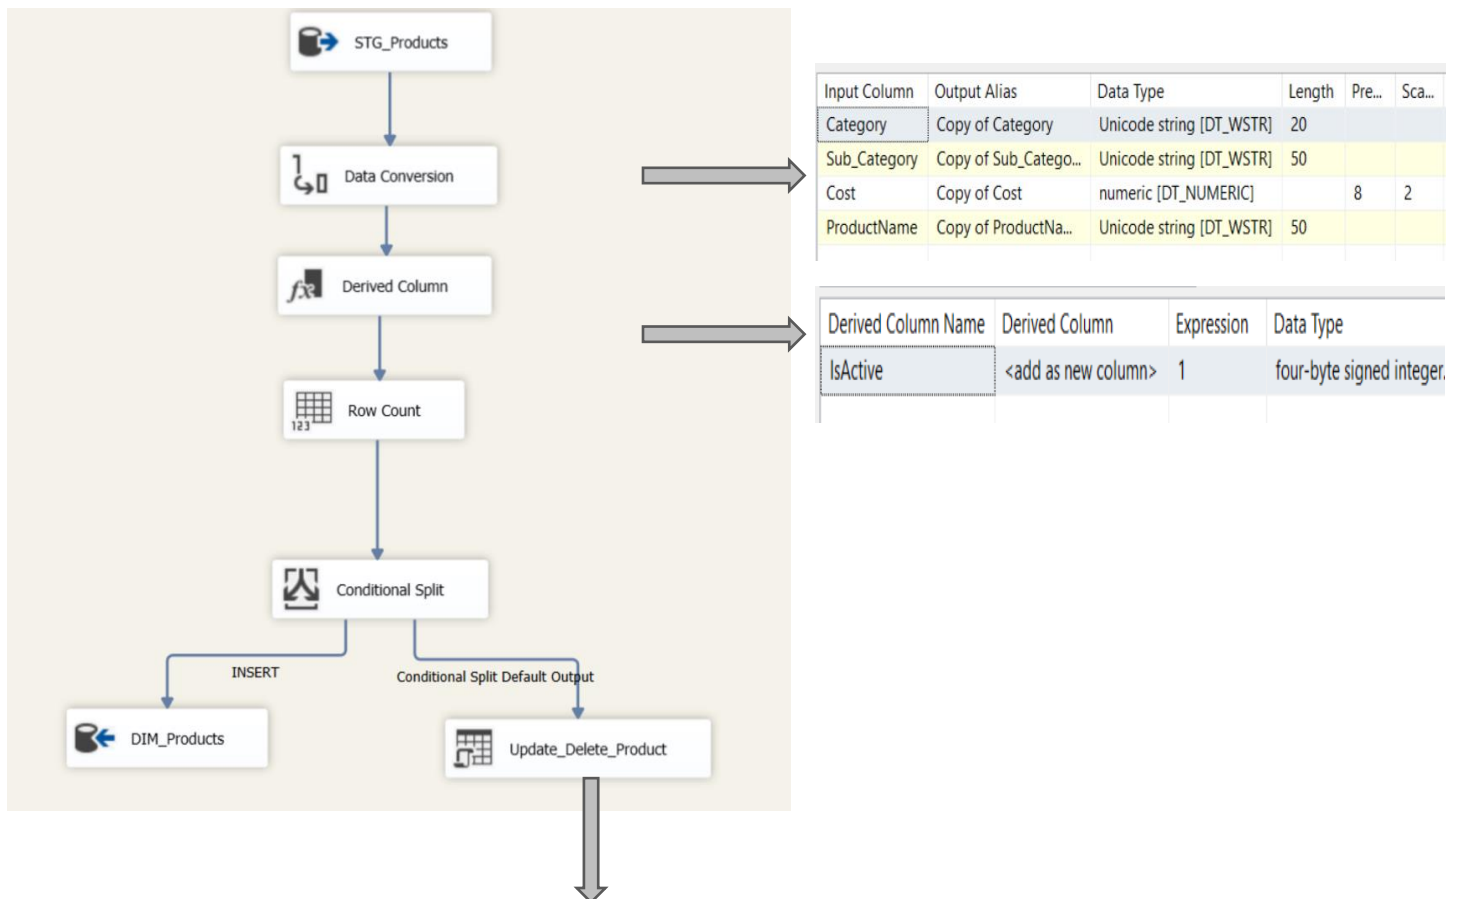 STG_Products
Data Conversion
Derived Column
Row Count
123
Conditional Split
INSERT
Conditional Split Default Output
DIM_Products
Update_Delete_Product
Input Column Output Alias Data Type Length Pre... Sca...
Category Copy of Category Unicode string [DT_WSTR] 20
Sub_Category Copy of Sub_Catego... Unicode string [DT_WSTR] 50
Cost Copy of Cost numeric [DT_NUMERIC] 8 2
ProductName Copy of ProductNa... Unicode string [DT_WSTR] 50
Derived Column Name Derived Column Expression Data Type
IsActive <add as new column> 1 four-byte signed integer.